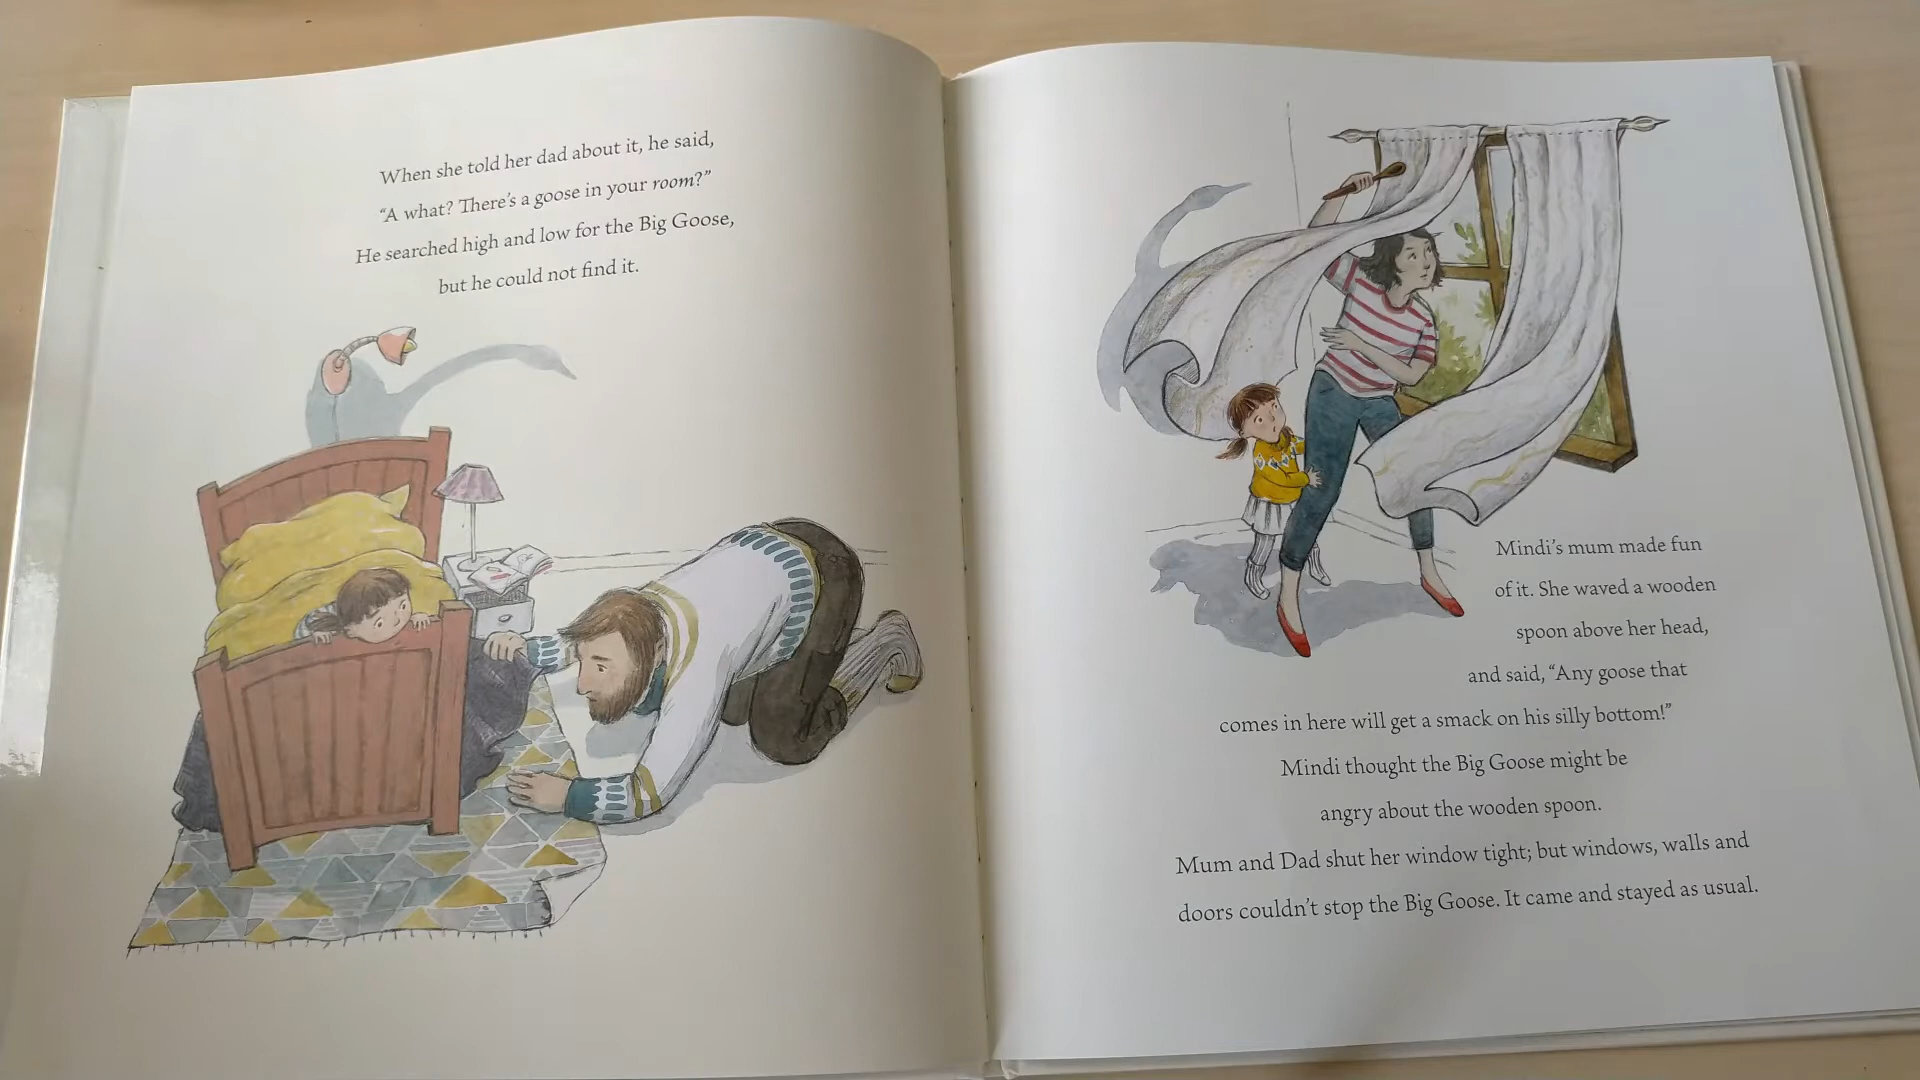 When she told her dad about it, he said,
“A what? There’s a goose in your room?”
He searched high and low for the Big Goose,
but he could not find it.
Mindi’s mum made fun
of it. She waved a wooden
spoon above her head,
and said, “Any goose that
comes in here will get a smack on his silly bottom!”
Mindi thought the Big Goose might be
angry about the wooden spoon.
Mum and Dad shut her window tight; but windows, walls and
doors couldn’t stop the Big Goose. It came and stayed as usual.